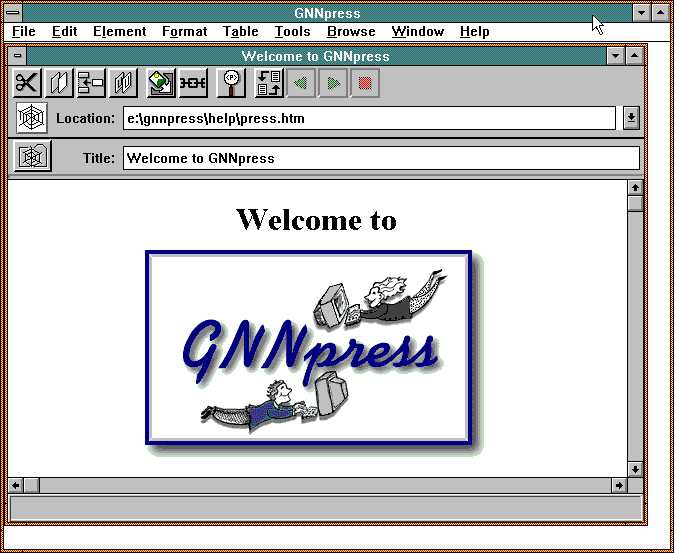 GNNpress
File Edit Element Format Table Tools Browse Window Help
Welcome to GNNpress
<P>
Location: e:\gnnpress\help\press.htm
Title: Welcome to GNNpress
Welcome to
GNNpress